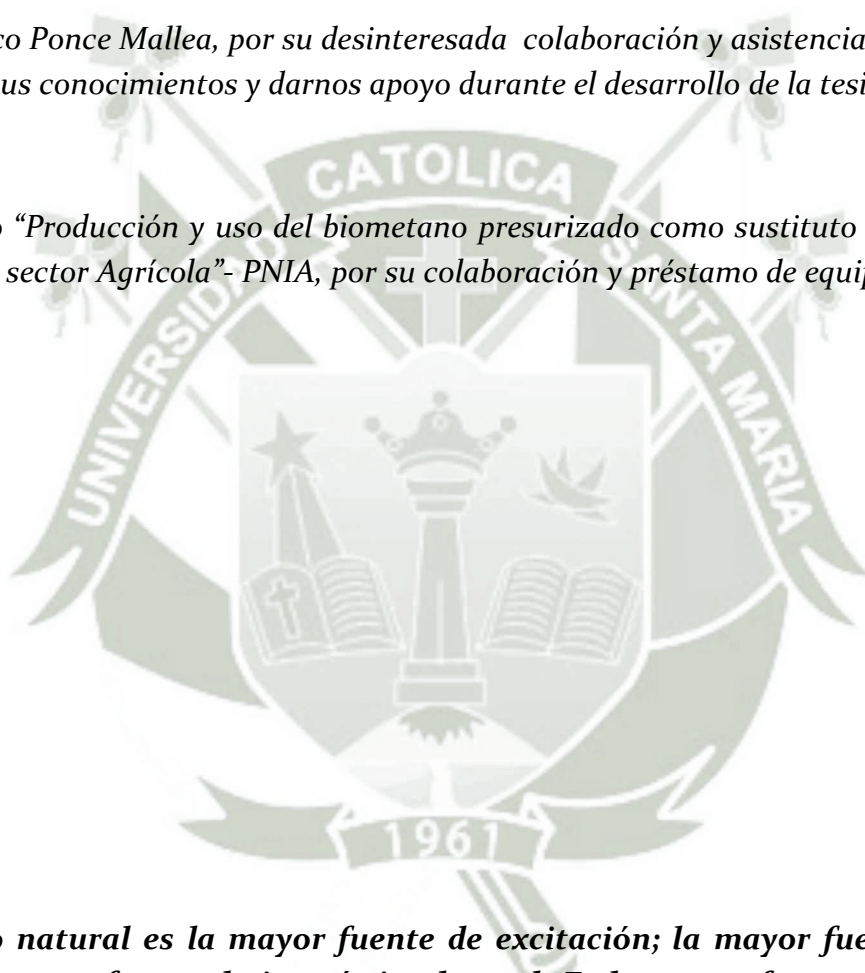 co Ponce Mallea, por su desinteresada colaboración y asistencia
us conocimientos y darnos apoyo durante el desarrollo de la tesi
CATOLICA
o “Producción y uso del biometano presurizado como sustituto
sector Agrícola”- PNIA, por su colaboración y préstamo de equip
UNIVERSIDAD
SANTA MARIA
1961
o natural es la mayor fuente de excitación; la mayor fue